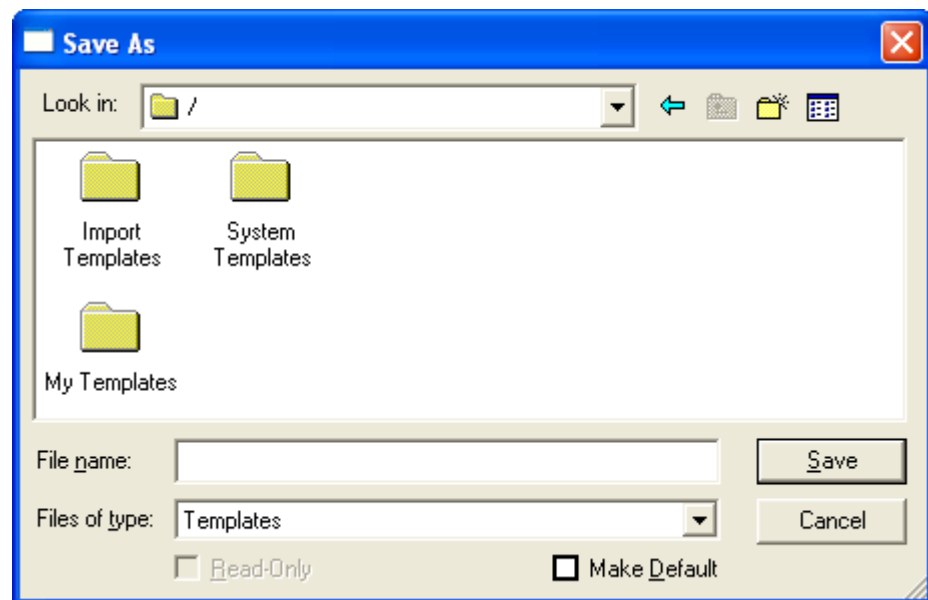 Save As
Look in:
/
Import
Templates
System
Templates
My Templates
File name:
Save
Files of type:
Templates
Cancel
Read-Only
Make Default